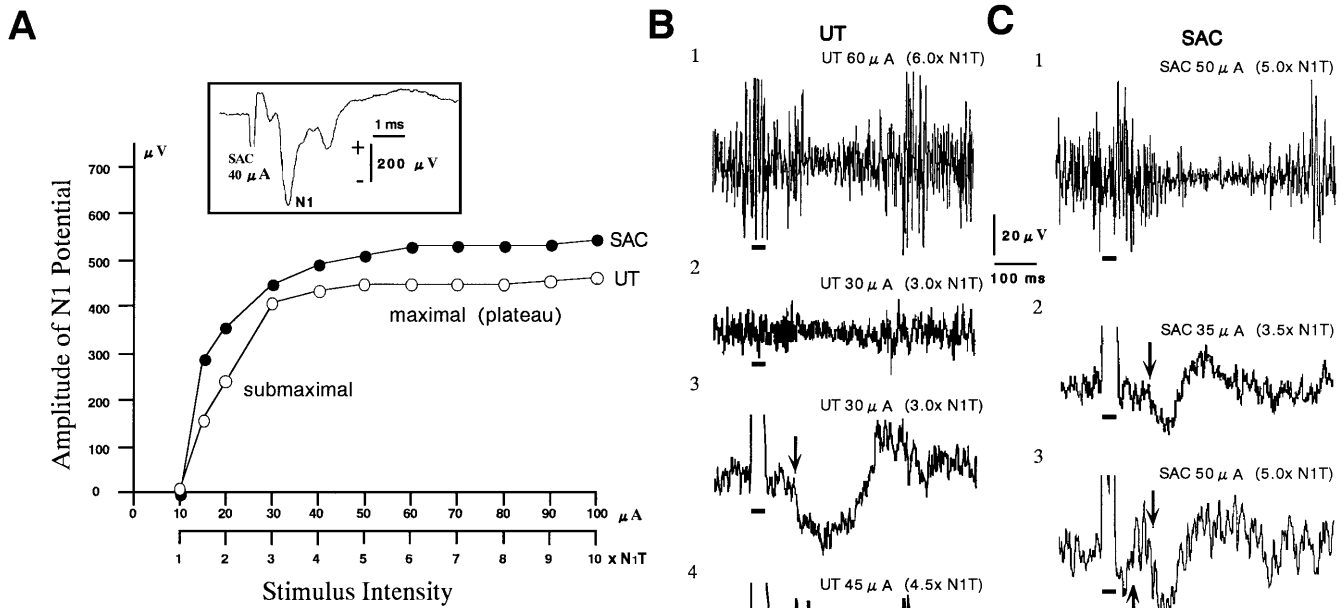 A
μV
700
600
500
400
300
200
100
0
Amplitude of N1 Potential
SAC
40 μA
N1
1 ms
+
200 μV
-
SAC
UT
maximal (plateau)
submaximal
0 10 20 30 40 50 60 70 80 90 100 μA
1 2 3 4 5 6 7 8 9 10 x N1T
Stimulus Intensity
B
UT
1
UT 60 μA (6.0x N1T)
2
UT 30 μA (3.0x N1T)
3
UT 30 μA (3.0x N1T)
4
UT 45 μA (4.5x N1T)
C
SAC
1
SAC 50 μA (5.0x N1T)
20 μV
100 ms
2
SAC 35 μA (3.5x N1T)
3
SAC 50 μA (5.0x N1T)